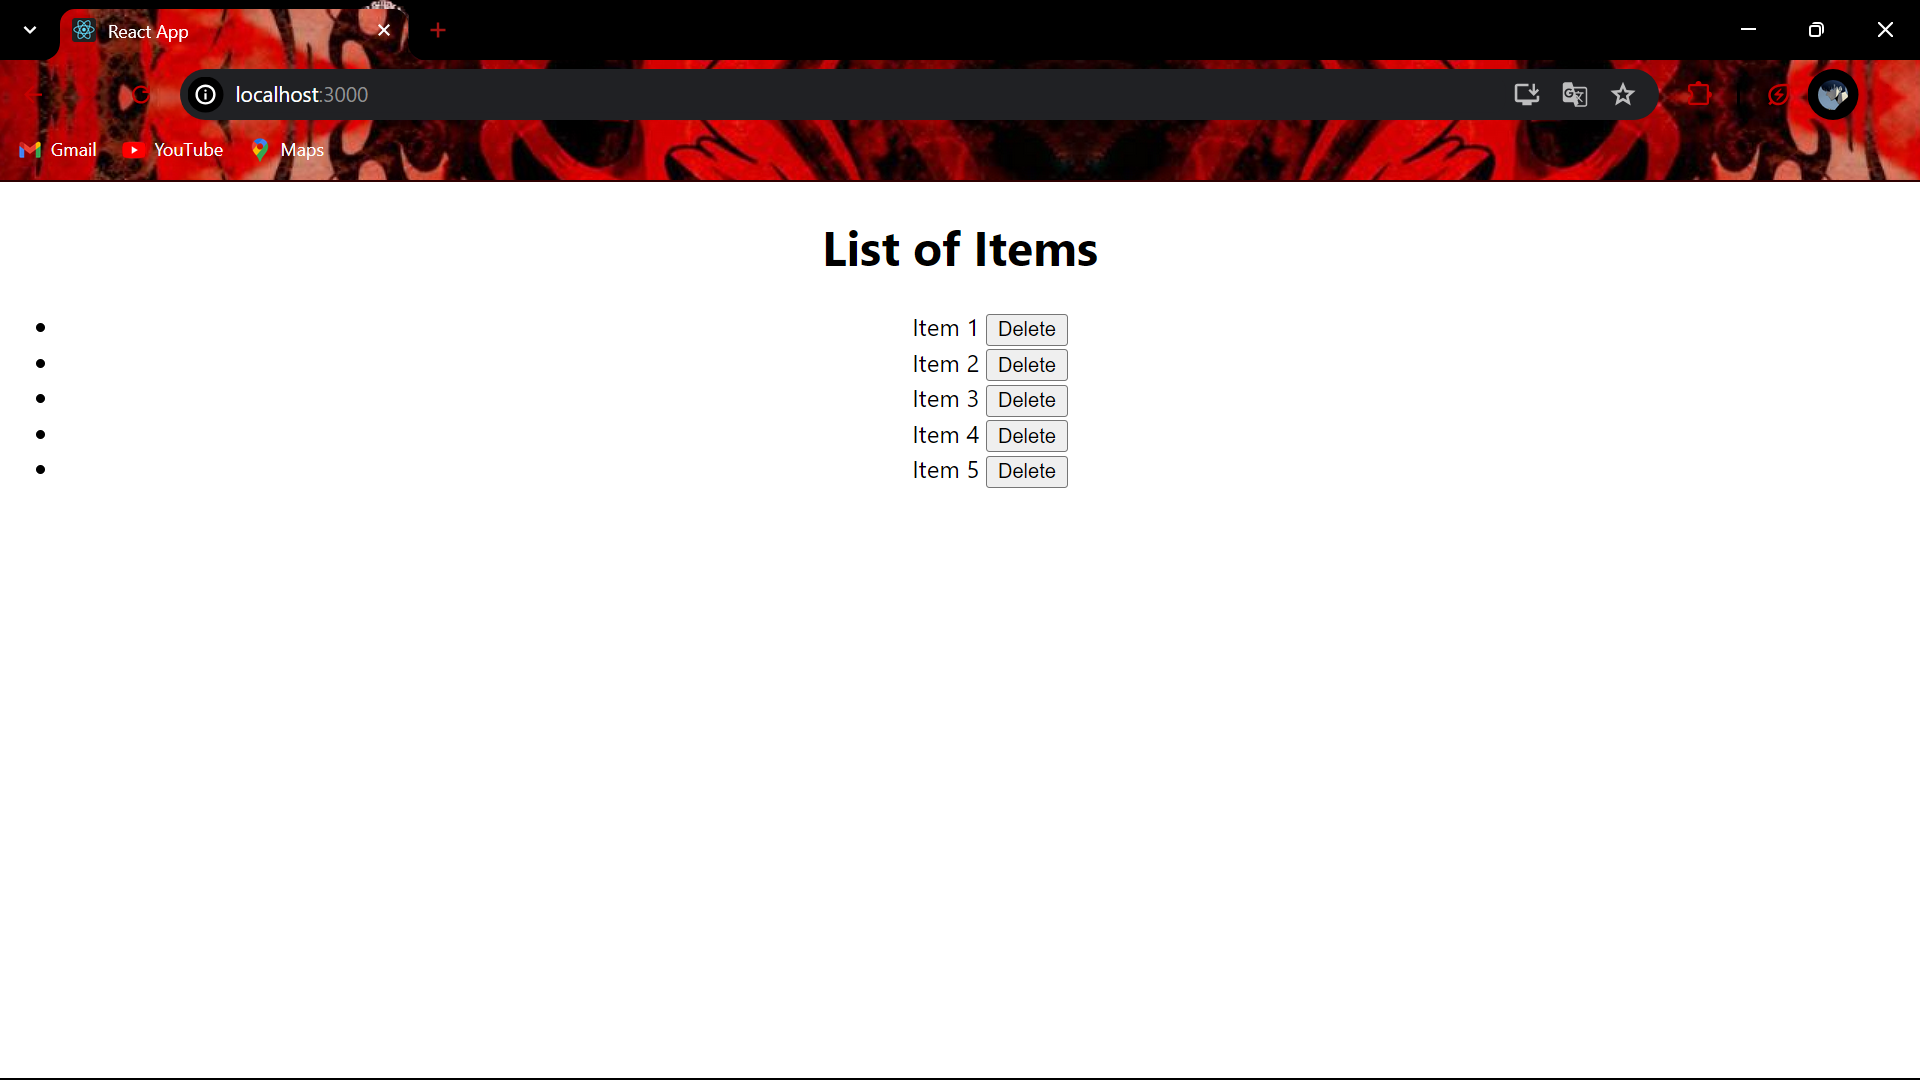 React App
localhost:3000
Gmail YouTube Maps
List of Items
Item 1 Delete
Item 2 Delete
Item 3 Delete
Item 4 Delete
Item 5 Delete